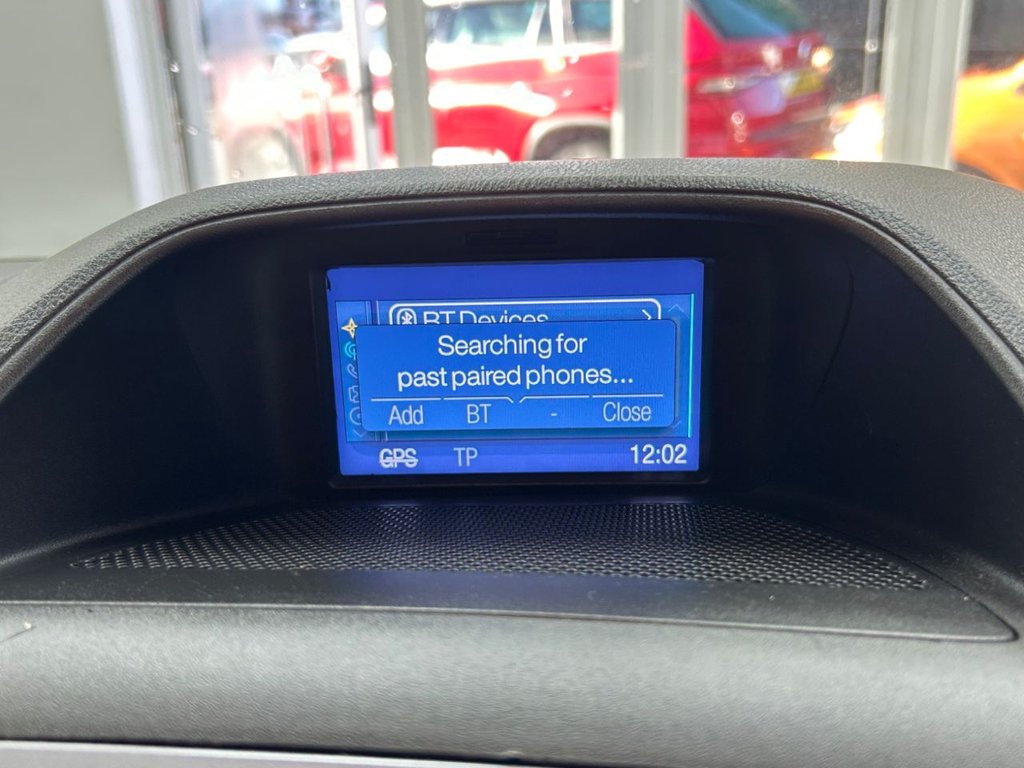 BT Devices
Searching for
past paired phones...
Add BT - Close
GPS TP 12:02